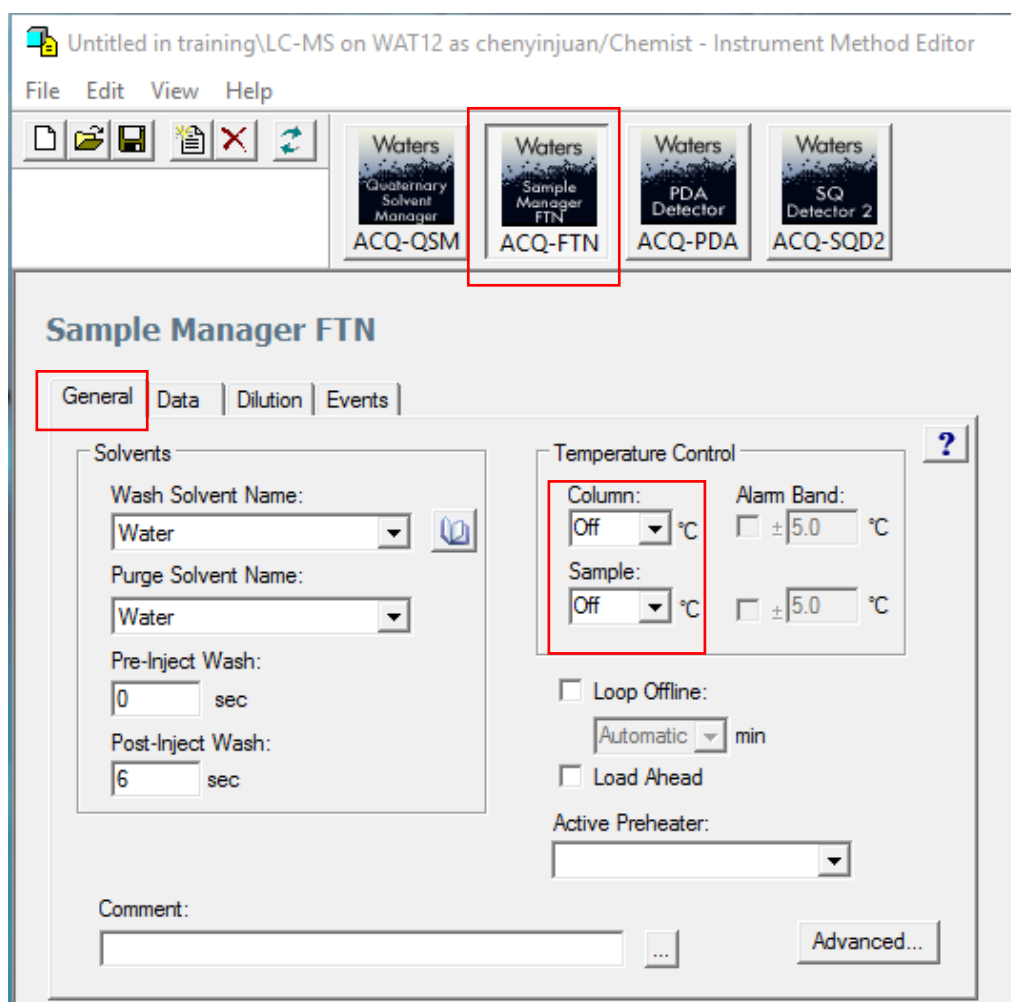 Untitled in training\LC-MS on WAT12 as chenyinjuan/Chemist - Instrument Method Editor
File Edit View Help
Waters Quaternary Solvent Manager ACQ-QSM
Waters Sample Manager FTN ACQ-FTN
Waters PDA Detector ACQ-PDA
Waters SQ Detector 2 ACQ-SQD2
Sample Manager FTN
General Data Dilution Events
Solvents
Wash Solvent Name:
Water
Purge Solvent Name:
Water
Pre-Inject Wash:
0 sec
Post-Inject Wash:
6 sec
Temperature Control
?
Column: Alarm Band:
Off °C ± 5.0 °C
Sample:
Off °C ± 5.0 °C
Loop Offline:
Automatic min
Load Ahead
Active Preheater:
Comment:
...
Advanced...